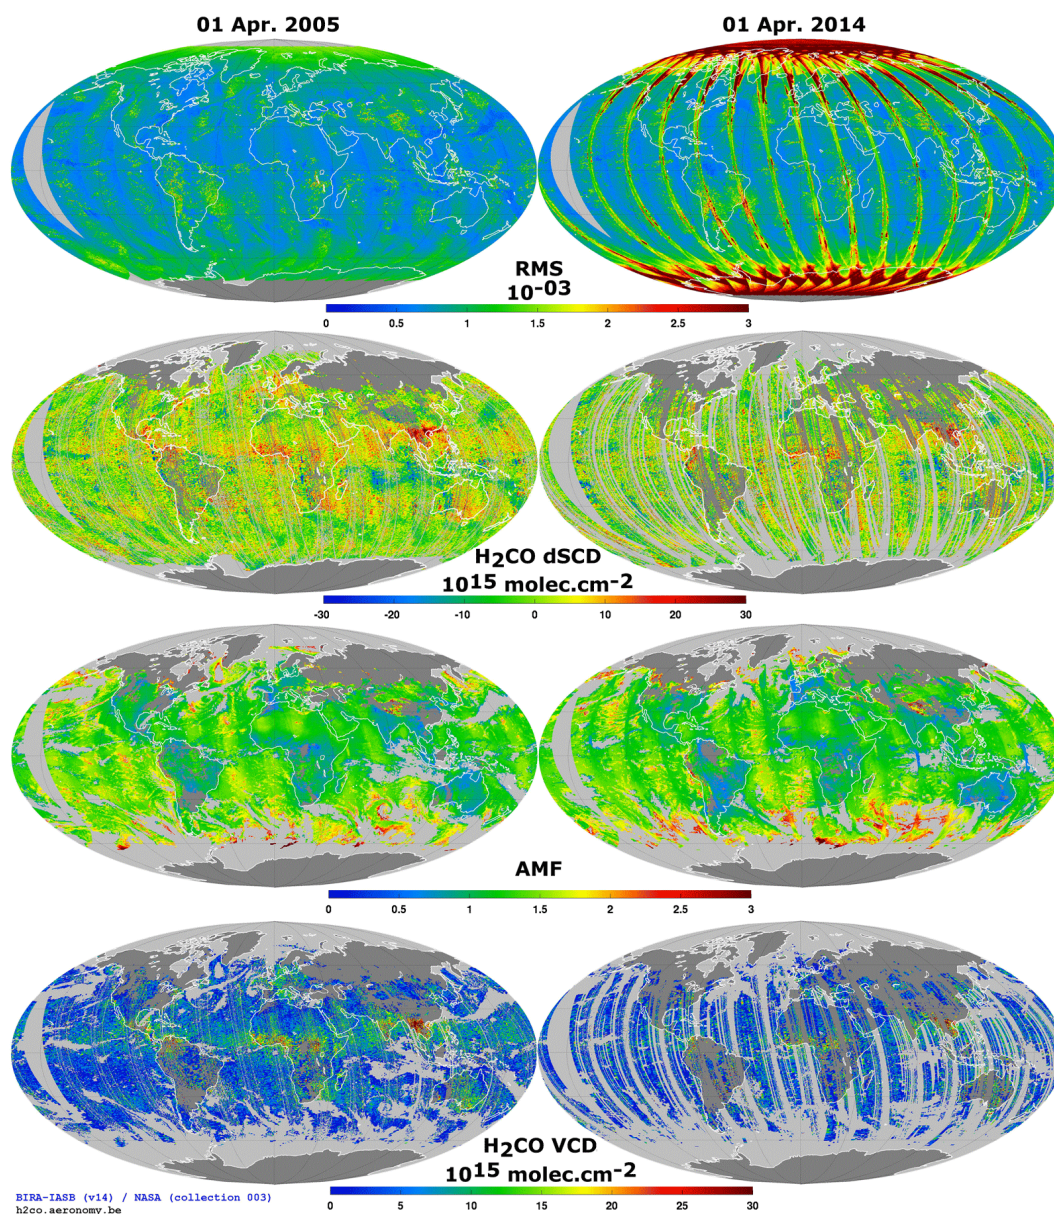 01 Apr. 2005
01 Apr. 2014
RMS
10-03
0 0.5 1 1.5 2 2.5 3
H2CO dSCD
1015 molec.cm-2
-30 -20 -10 0 10 20 30
AMF
0 0.5 1 1.5 2 2.5 3
H2CO VCD
1015 molec.cm-2
0 5 10 15 20 25 30
BIRA-IASB (v14) / NASA (collection 003)
h2co.aeronomy.be